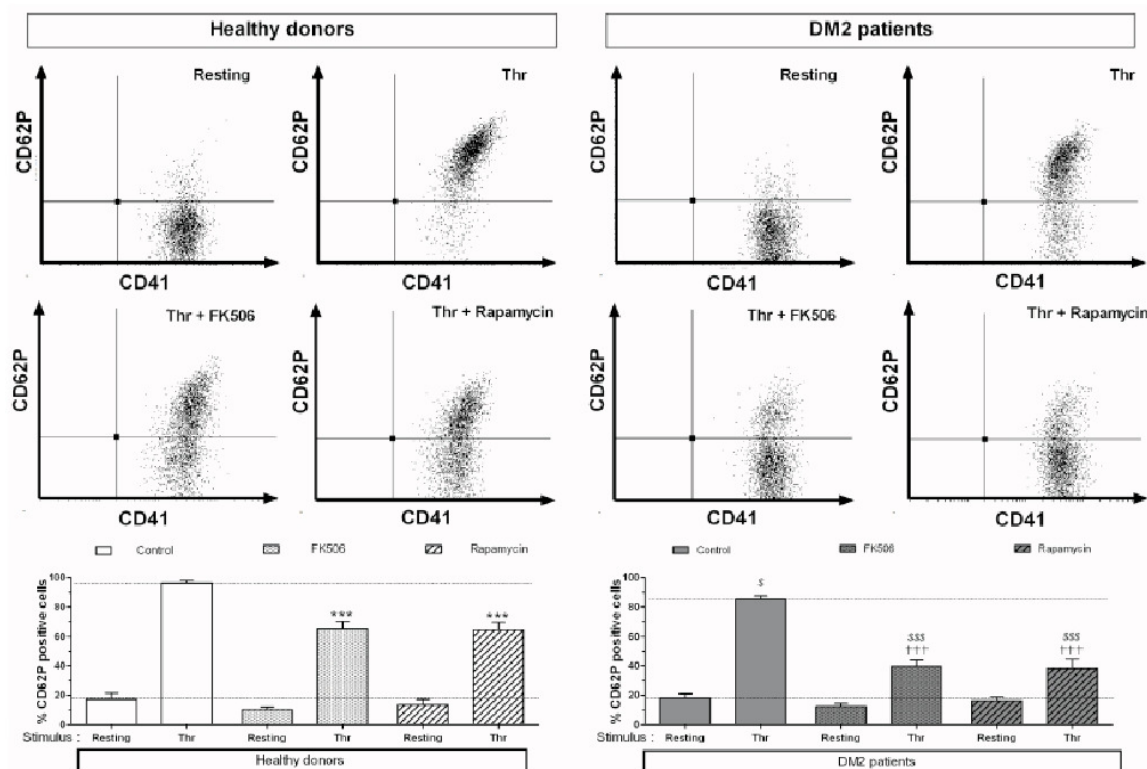 Healthy donors
DM2 patients
Resting
Thr
Resting
Thr
CD62P
CD62P
CD62P
CD62P
CD41
CD41
CD41
CD41
Thr + FK506
Thr + Rapamycin
Thr + FK506
Thr + Rapamycin
CD62P
CD62P
CD62P
CD62P
CD41
CD41
CD41
CD41
Control
FK506
Rapamycin
Control
FK506
Rapamycin
% CD62P positive cells
100
80
60
40
20
0
***
***
Stimulus :
Resting
Thr
Resting
Thr
Resting
Thr
Healthy donors
% CD62P positive cells
100
80
60
40
20
0
$
$$$
†††
$$$
†††
Stimulus :
Resting
Thr
Resting
Thr
Resting
Thr
DM2 patients